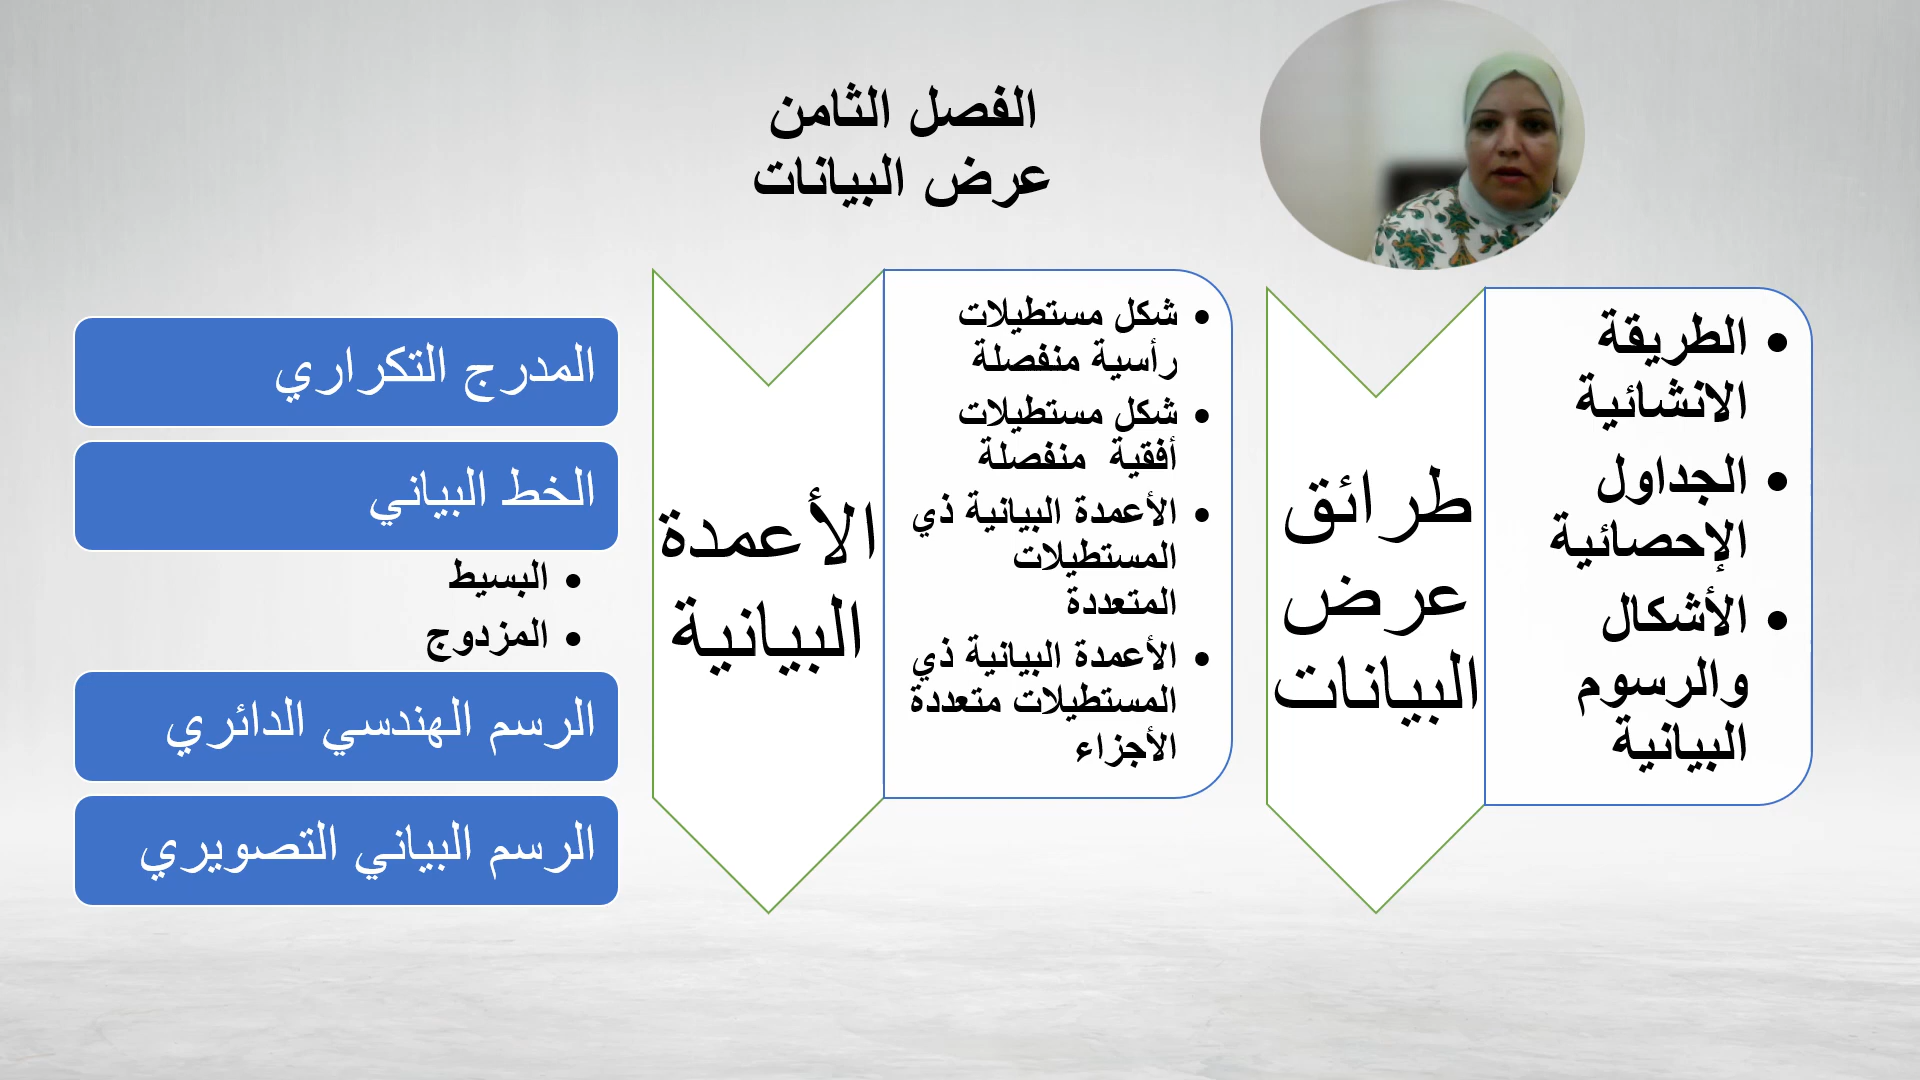 الفصل الثامن
عرض البيانات
الطريقة
الانشائية
الجداول
الإحصائية
الأشكال
والرسوم
البيانية
طرائق
عرض
البيانات
شكل مستطيلات
رأسية منفصلة
شكل مستطيلات
أفقية منفصلة
الأعمدة البيانية ذي
المستطيلات
المتعددة
الأعمدة البيانية ذي
المستطيلات متعددة
الأجزاء
الأعمدة
البيانية
المدرج التكراري
الخط البياني
البسيط
المزدوج
الرسم الهندسي الدائري
الرسم البياني التصويري